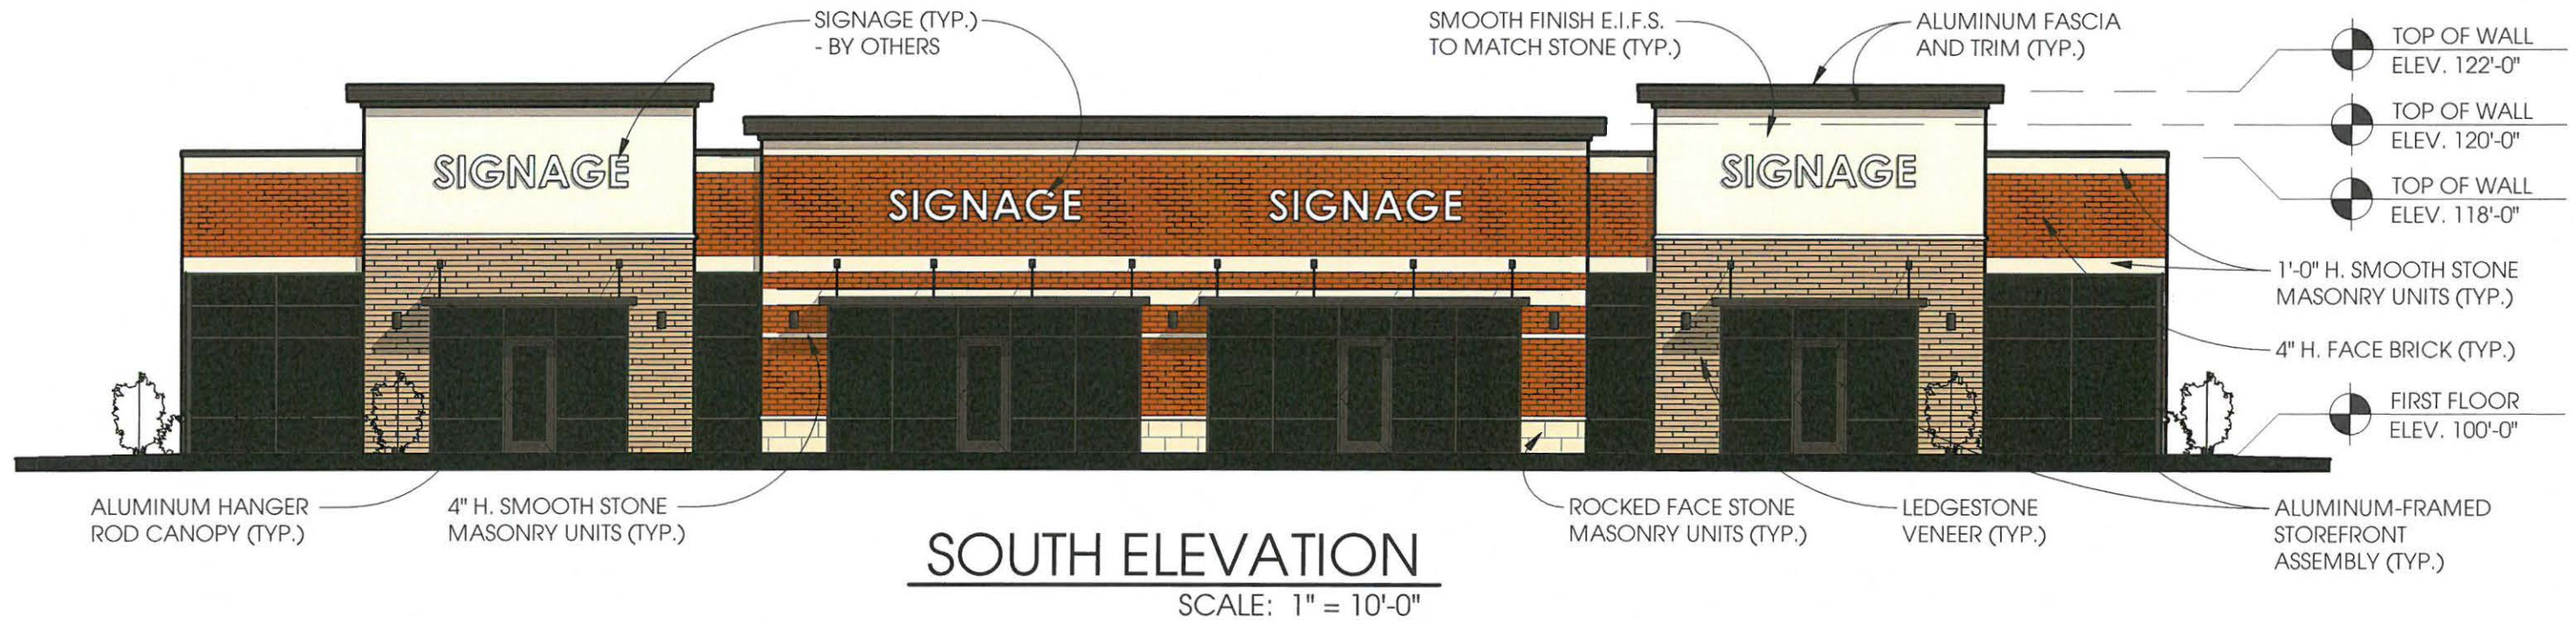 SIGNAGE (TYP.)
- BY OTHERS
SMOOTH FINISH E.I.F.S.
TO MATCH STONE (TYP.)
ALUMINUM FASCIA
AND TRIM (TYP.)
TOP OF WALL
ELEV. 122'-0"
TOP OF WALL
ELEV. 120'-0"
TOP OF WALL
ELEV. 118'-0"
SIGNAGE
SIGNAGE
SIGNAGE
SIGNAGE
1'-0" H. SMOOTH STONE
MASONRY UNITS (TYP.)
4" H. FACE BRICK (TYP.)
FIRST FLOOR
ELEV. 100'-0"
ALUMINUM HANGER
ROD CANOPY (TYP.)
4" H. SMOOTH STONE
MASONRY UNITS (TYP.)
ROCKED FACE STONE
MASONRY UNITS (TYP.)
LEDGESTONE
VENEER (TYP.)
ALUMINUM-FRAMED
STOREFRONT
ASSEMBLY (TYP.)
SOUTH ELEVATION
SCALE: 1" = 10'-0"